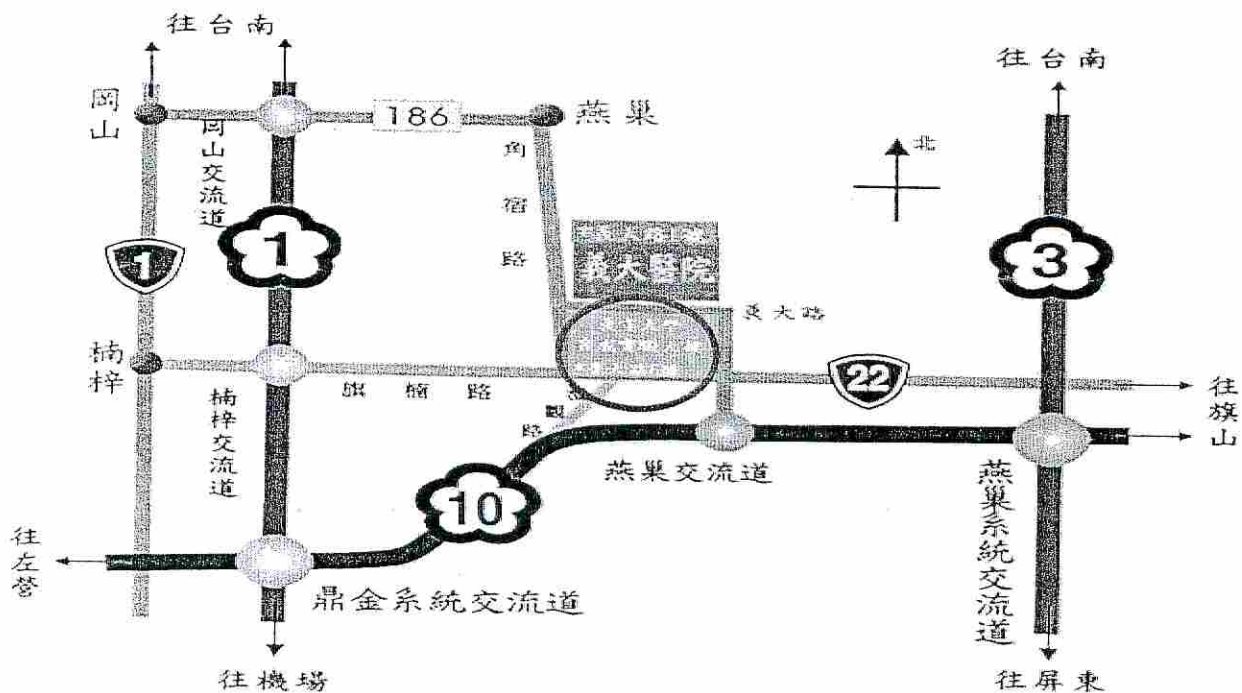 往台南
往台南
岡山
186
燕巢
北
岡山交流道
角宿路
1
1
3
義大醫院
義大路
楠梓
旗楠路
22
往旗山
楠梓交流道
路
燕巢交流道
10
燕巢系統交流道
往左營
鼎金系統交流道
往機場
往屏東